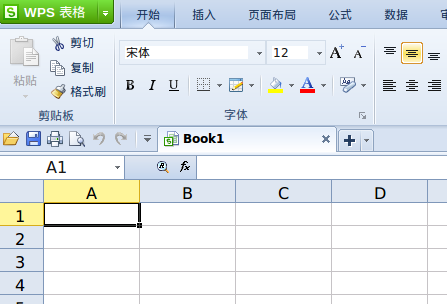 S WPS 表格
开始 插入 页面布局 公式 数据
粘贴 剪切
复制
格式刷
剪贴板
宋体 12 A+ A-
B I U A
字体
Book1
A1 fx
A B C D
1
2
3
4